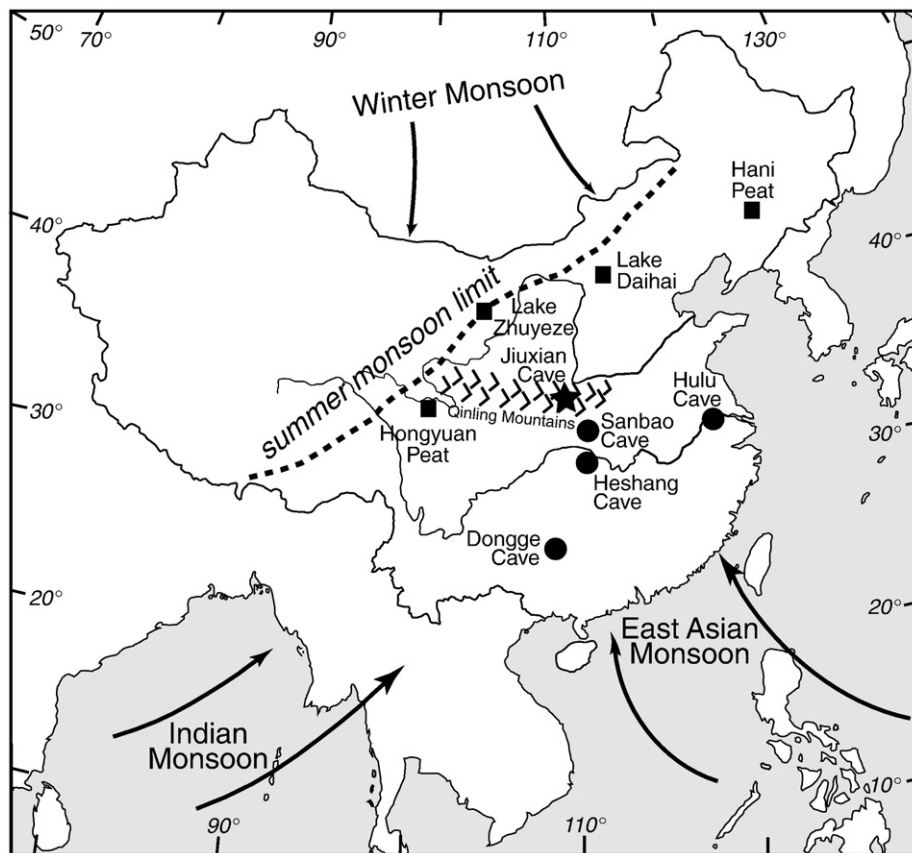 50°
70°
90°
110°
130°
Winter Monsoon
Hani
Peat
40°
40°
Lake
Daihai
summer monsoon limit
Lake
Zhuyeze
Jiuxian
Cave
Hulu
Cave
30°
30°
Qinling Mountains
Sanbao
Cave
Hongyuan
Peat
Heshang
Cave
Dongge
Cave
20°
20°
East Asian
Monsoon
Indian
Monsoon
10°
90°
110°